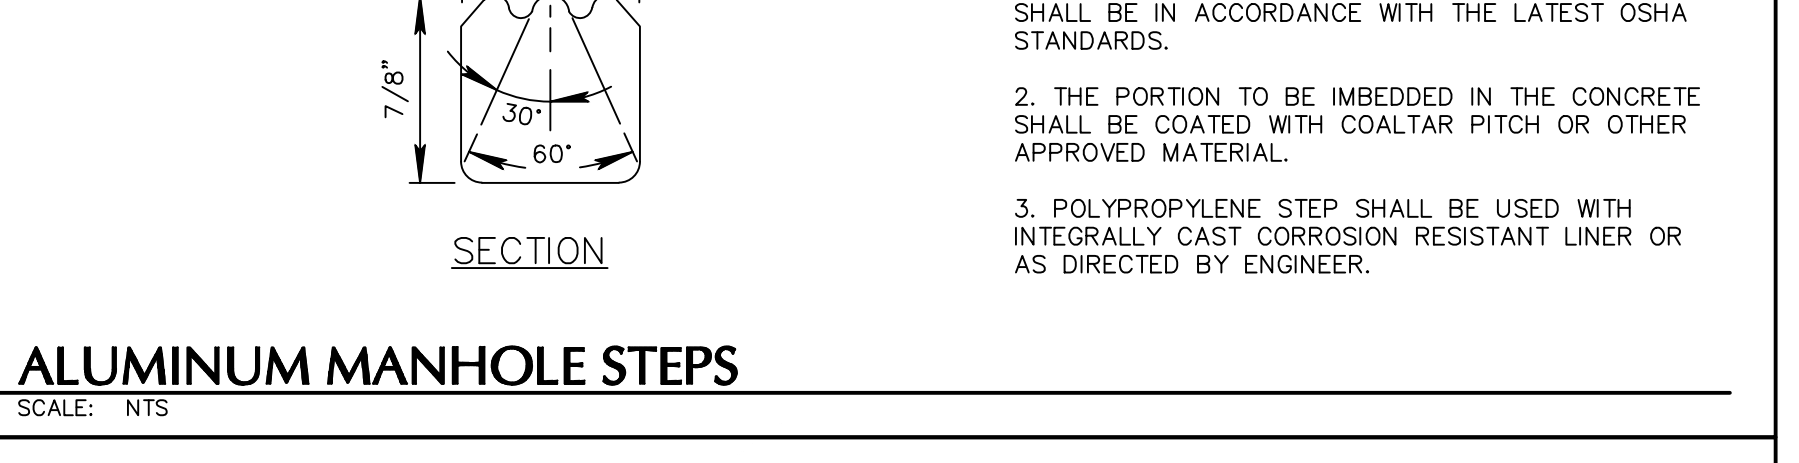 SHALL BE IN ACCORDANCE WITH THE LATEST OSHA
STANDARDS.
2. THE PORTION TO BE IMBEDDED IN THE CONCRETE
SHALL BE COATED WITH COALTAR PITCH OR OTHER
APPROVED MATERIAL.
3. POLYPROPYLENE STEP SHALL BE USED WITH
INTEGRALLY CAST CORROSION RESISTANT LINER OR
AS DIRECTED BY ENGINEER.
7/8"
30°
60°
SECTION
ALUMINUM MANHOLE STEPS
SCALE: NTS